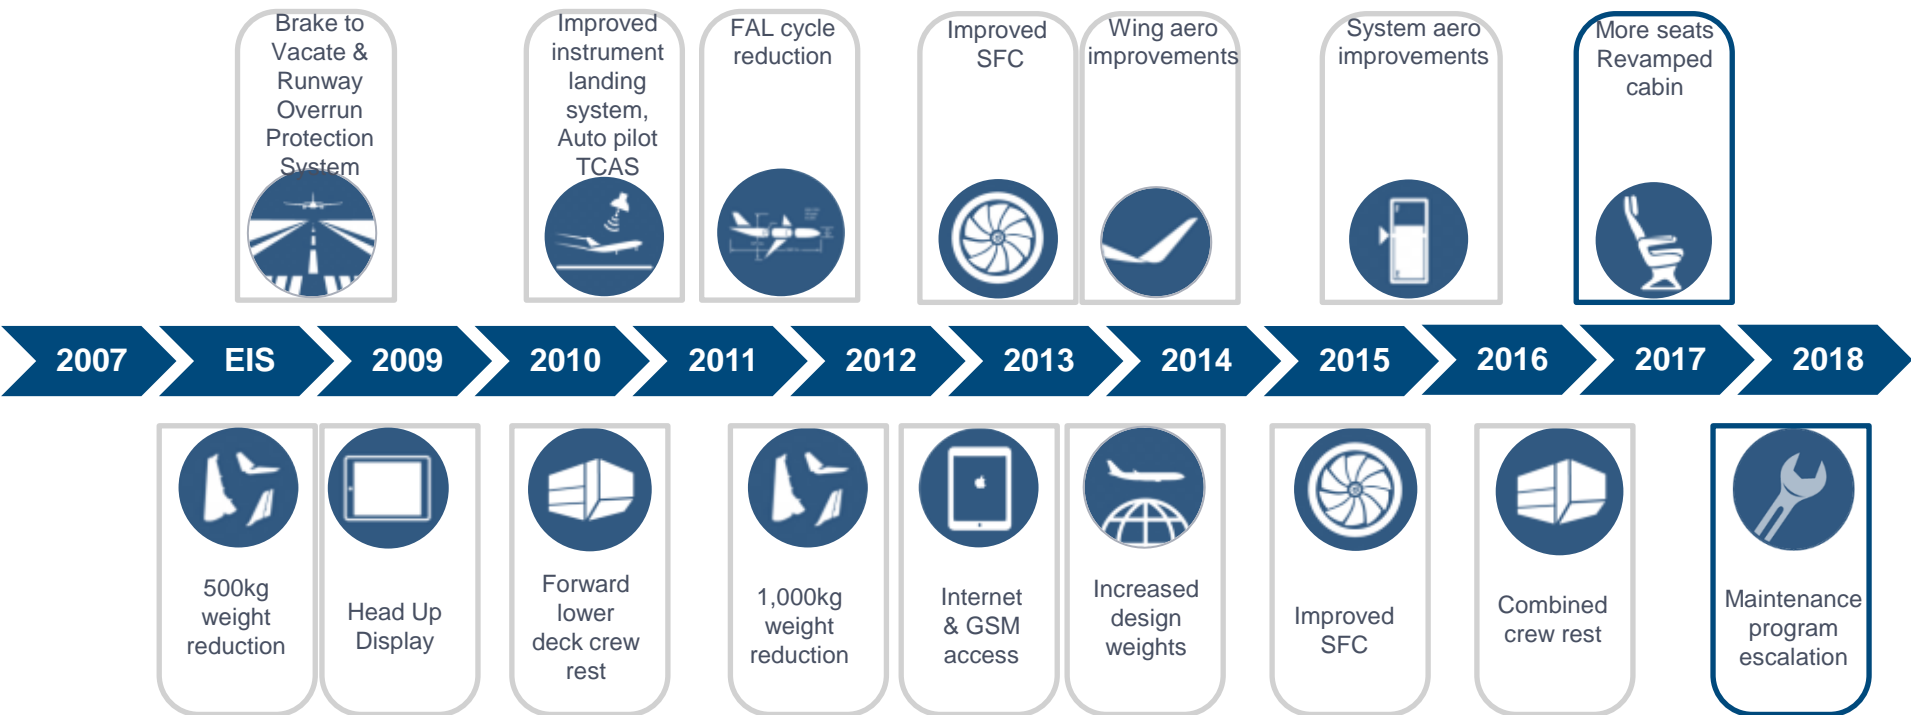 Brake to
Vacate &
Runway
Overrun
Protection
System
Improved
instrument
landing
system,
Auto pilot
TCAS
FAL cycle
reduction
Improved
SFC
Wing aero
improvements
System aero
improvements
More seats
Revamped
cabin
2007
EIS
2009
2010
2011
2012
2013
2014
2015
2016
2017
2018
500kg
weight
reduction
Head Up
Display
Forward
lower
deck crew
rest
1,000kg
weight
reduction
Internet
& GSM
access
Increased
design
weights
Improved
SFC
Combined
crew rest
Maintenance
program
escalation